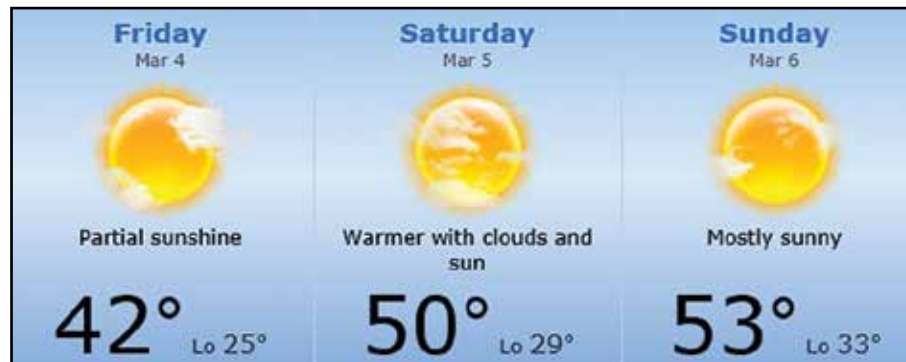 Friday
Mar 4
Partial sunshine
42° Lo 25°
Saturday
Mar 5
Warmer with clouds and
sun
50° Lo 29°
Sunday
Mar 6
Mostly sunny
53° Lo 33°